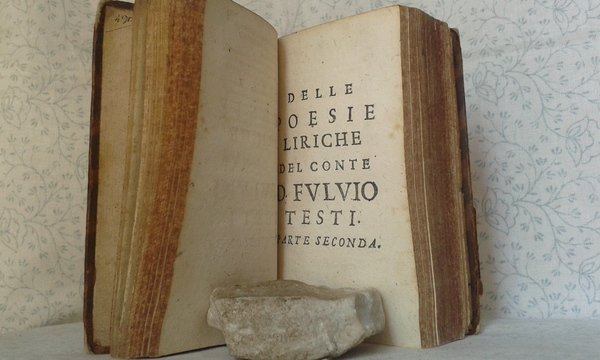 DELLE
POESIE
LIRICHE
DEL CONTE
D. FVLVIO
TESTI.
PARTE SECONDA.